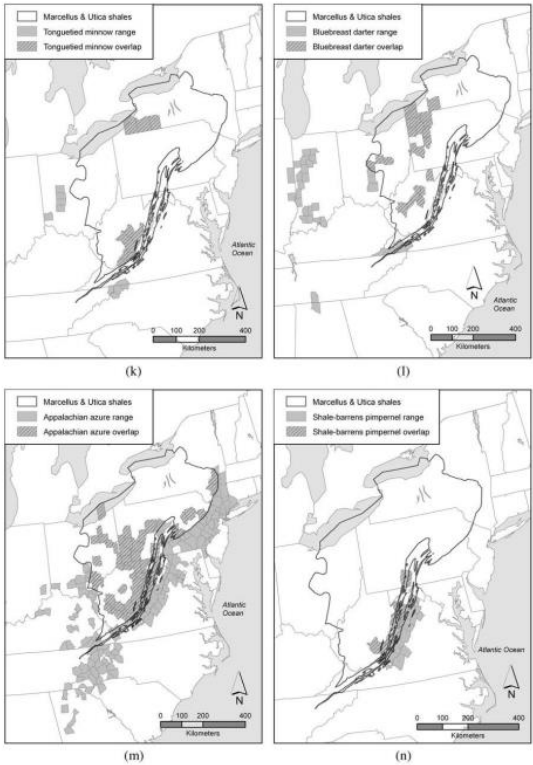 Marcellus & Utica shales
Tonguetied minnow range
Tonguetied minnow overlap
Atlantic
Ocean
N
0 100 200 400
Kilometers
(k)
Marcellus & Utica shales
Bluebreast darter range
Bluebreast darter overlap
Atlantic
Ocean
N
0 100 200 400
Kilometers
(l)
Marcellus & Utica shales
Appalachian azure range
Appalachian azure overlap
Atlantic
Ocean
N
0 100 200 400
Kilometers
(m)
Marcellus & Utica shales
Shale-barrens pimpernel range
Shale-barrens pimpernel overlap
Atlantic Ocean
N
0 100 200 400
Kilometers
(n)